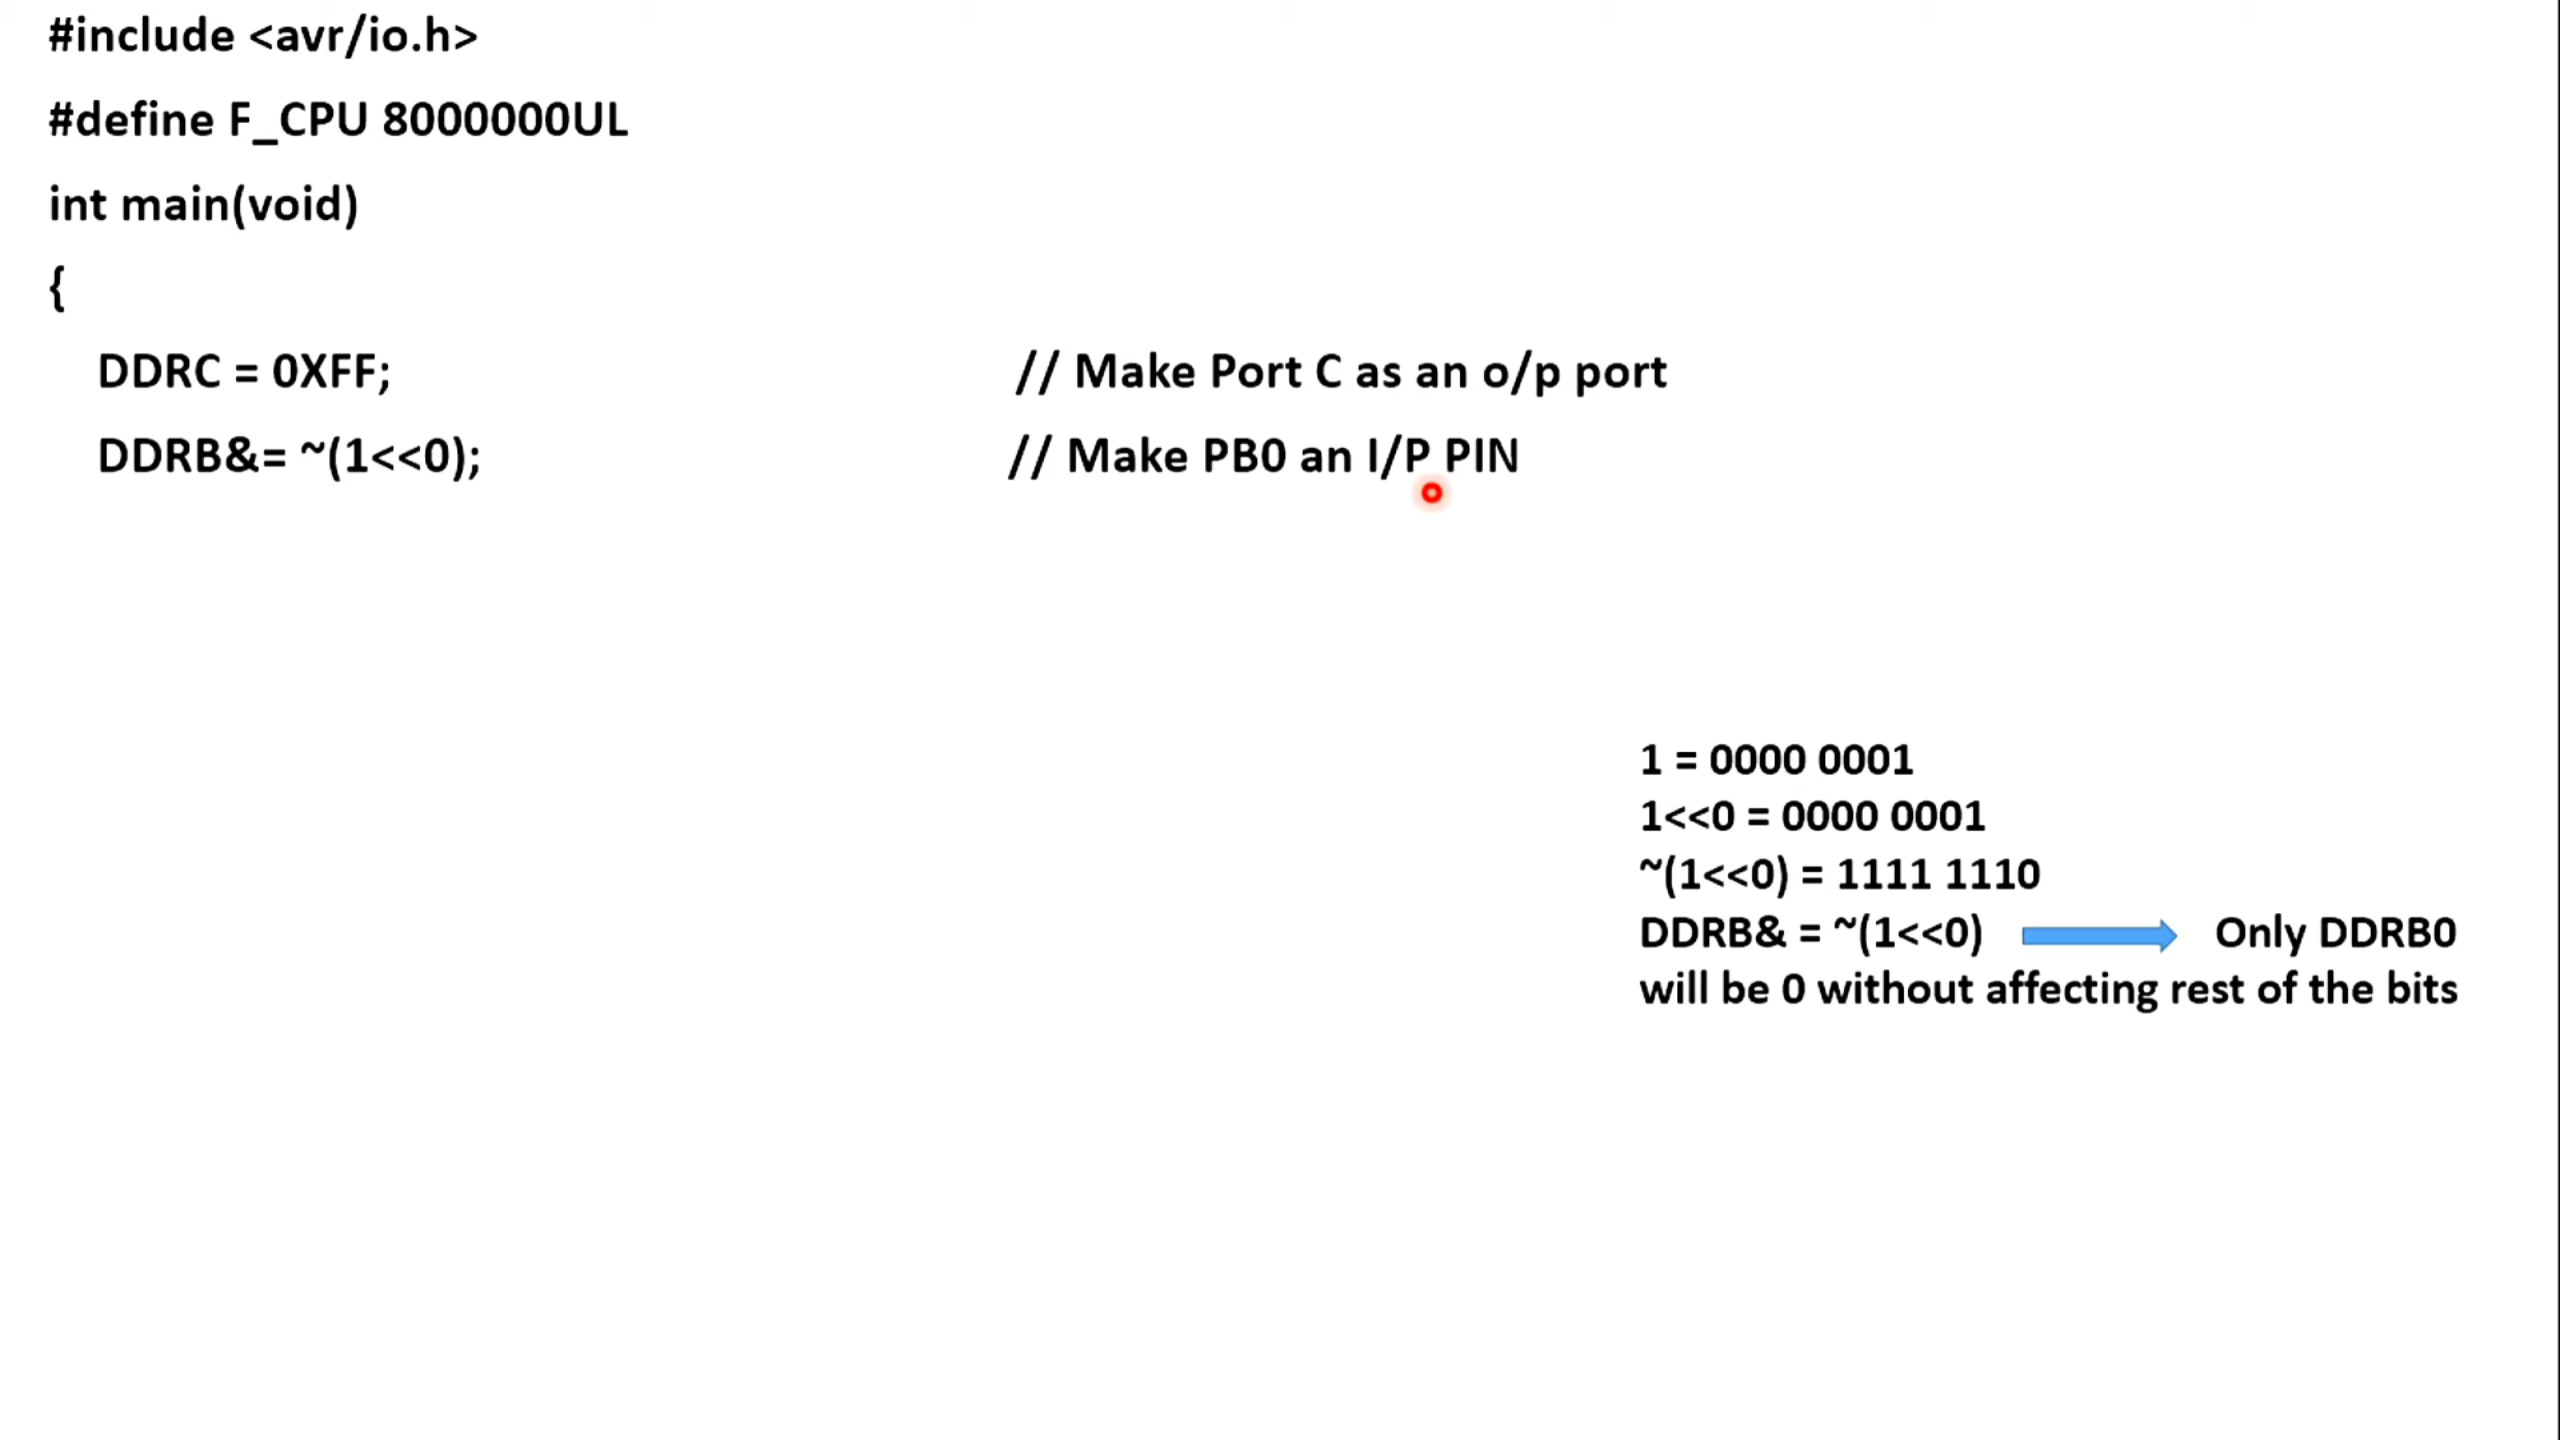 #include <avr/io.h>
#define F_CPU 8000000UL
int main(void)
{
DDRC = 0XFF; // Make Port C as an o/p port
DDRB&= ~(1<<0); // Make PB0 an I/P PIN
1 = 0000 0001
1<<0 = 0000 0001
~(1<<0) = 1111 1110
DDRB& = ~(1<<0) Only DDRB0
will be 0 without affecting rest of the bits